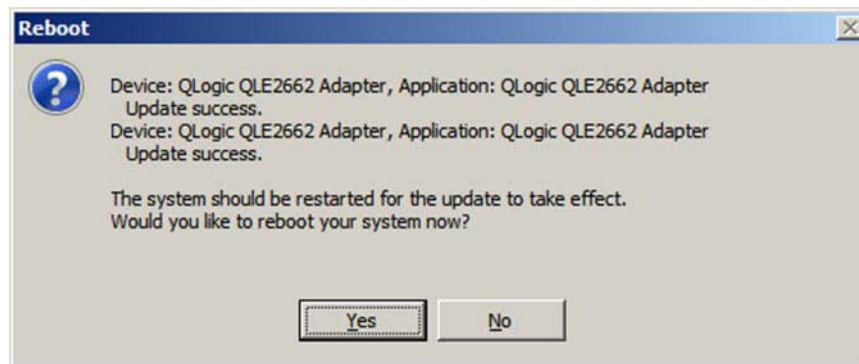 Reboot
Device: QLogic QLE2662 Adapter, Application: QLogic QLE2662 Adapter
Update success.
Device: QLogic QLE2662 Adapter, Application: QLogic QLE2662 Adapter
Update success.
The system should be restarted for the update to take effect.
Would you like to reboot your system now?
Yes
No